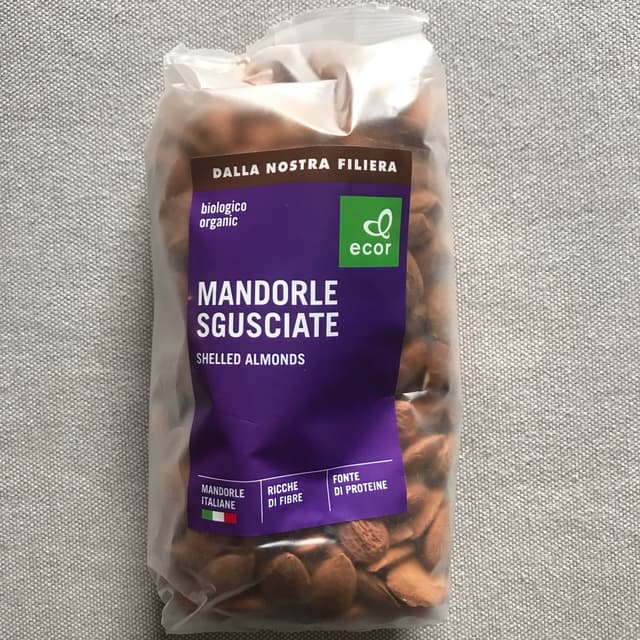 DALLA NOSTRA FILIERA
biologico
organic
ecor
MANDORLE
SGUSCIATE
SHELLED ALMONDS
MANDORLE
ITALIANE
RICCHE
DI FIBRE
FONTE
DI PROTEINE